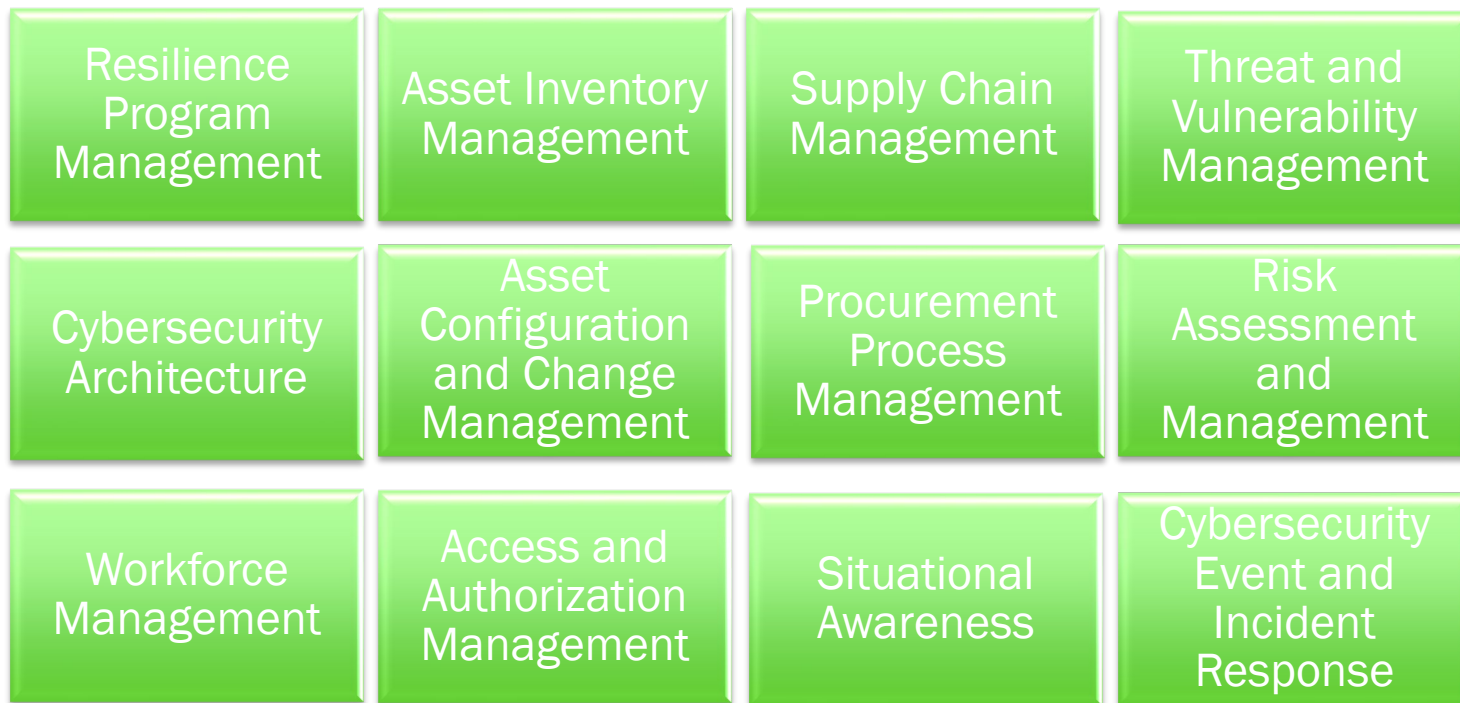 Resilience
Program
Management
Asset Inventory
Management
Supply Chain
Management
Threat and
Vulnerability
Management
Cybersecurity
Architecture
Asset
Configuration
and Change
Management
Procurement
Process
Management
Risk
Assessment
and
Management
Workforce
Management
Access and
Authorization
Management
Situational
Awareness
Cybersecurity
Event and
Incident
Response